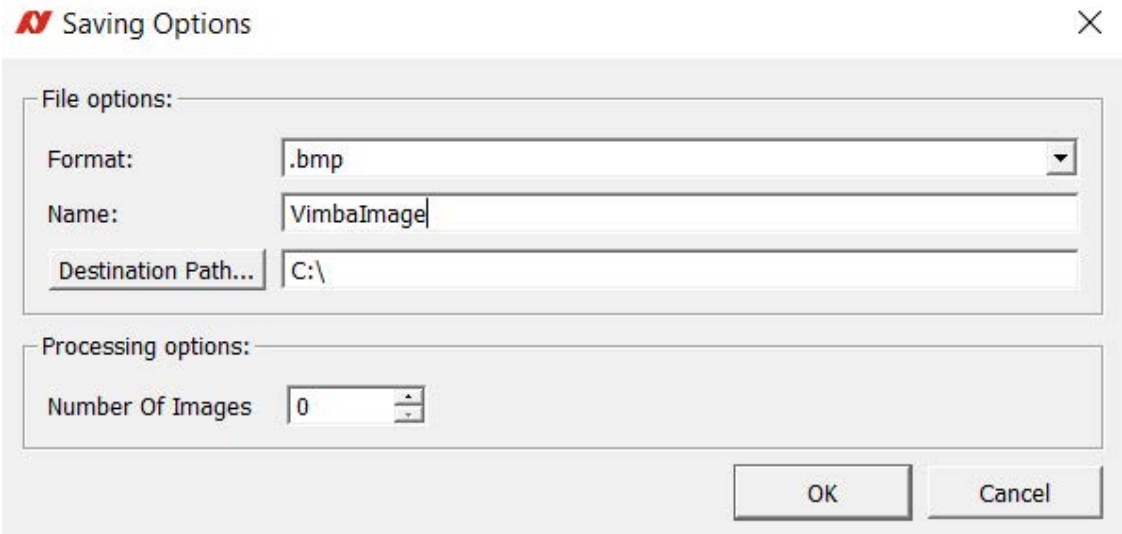 Saving Options
File options:
Format: .bmp
Name: VimbaImage
Destination Path... C:\
Processing options:
Number Of Images 0
OK Cancel